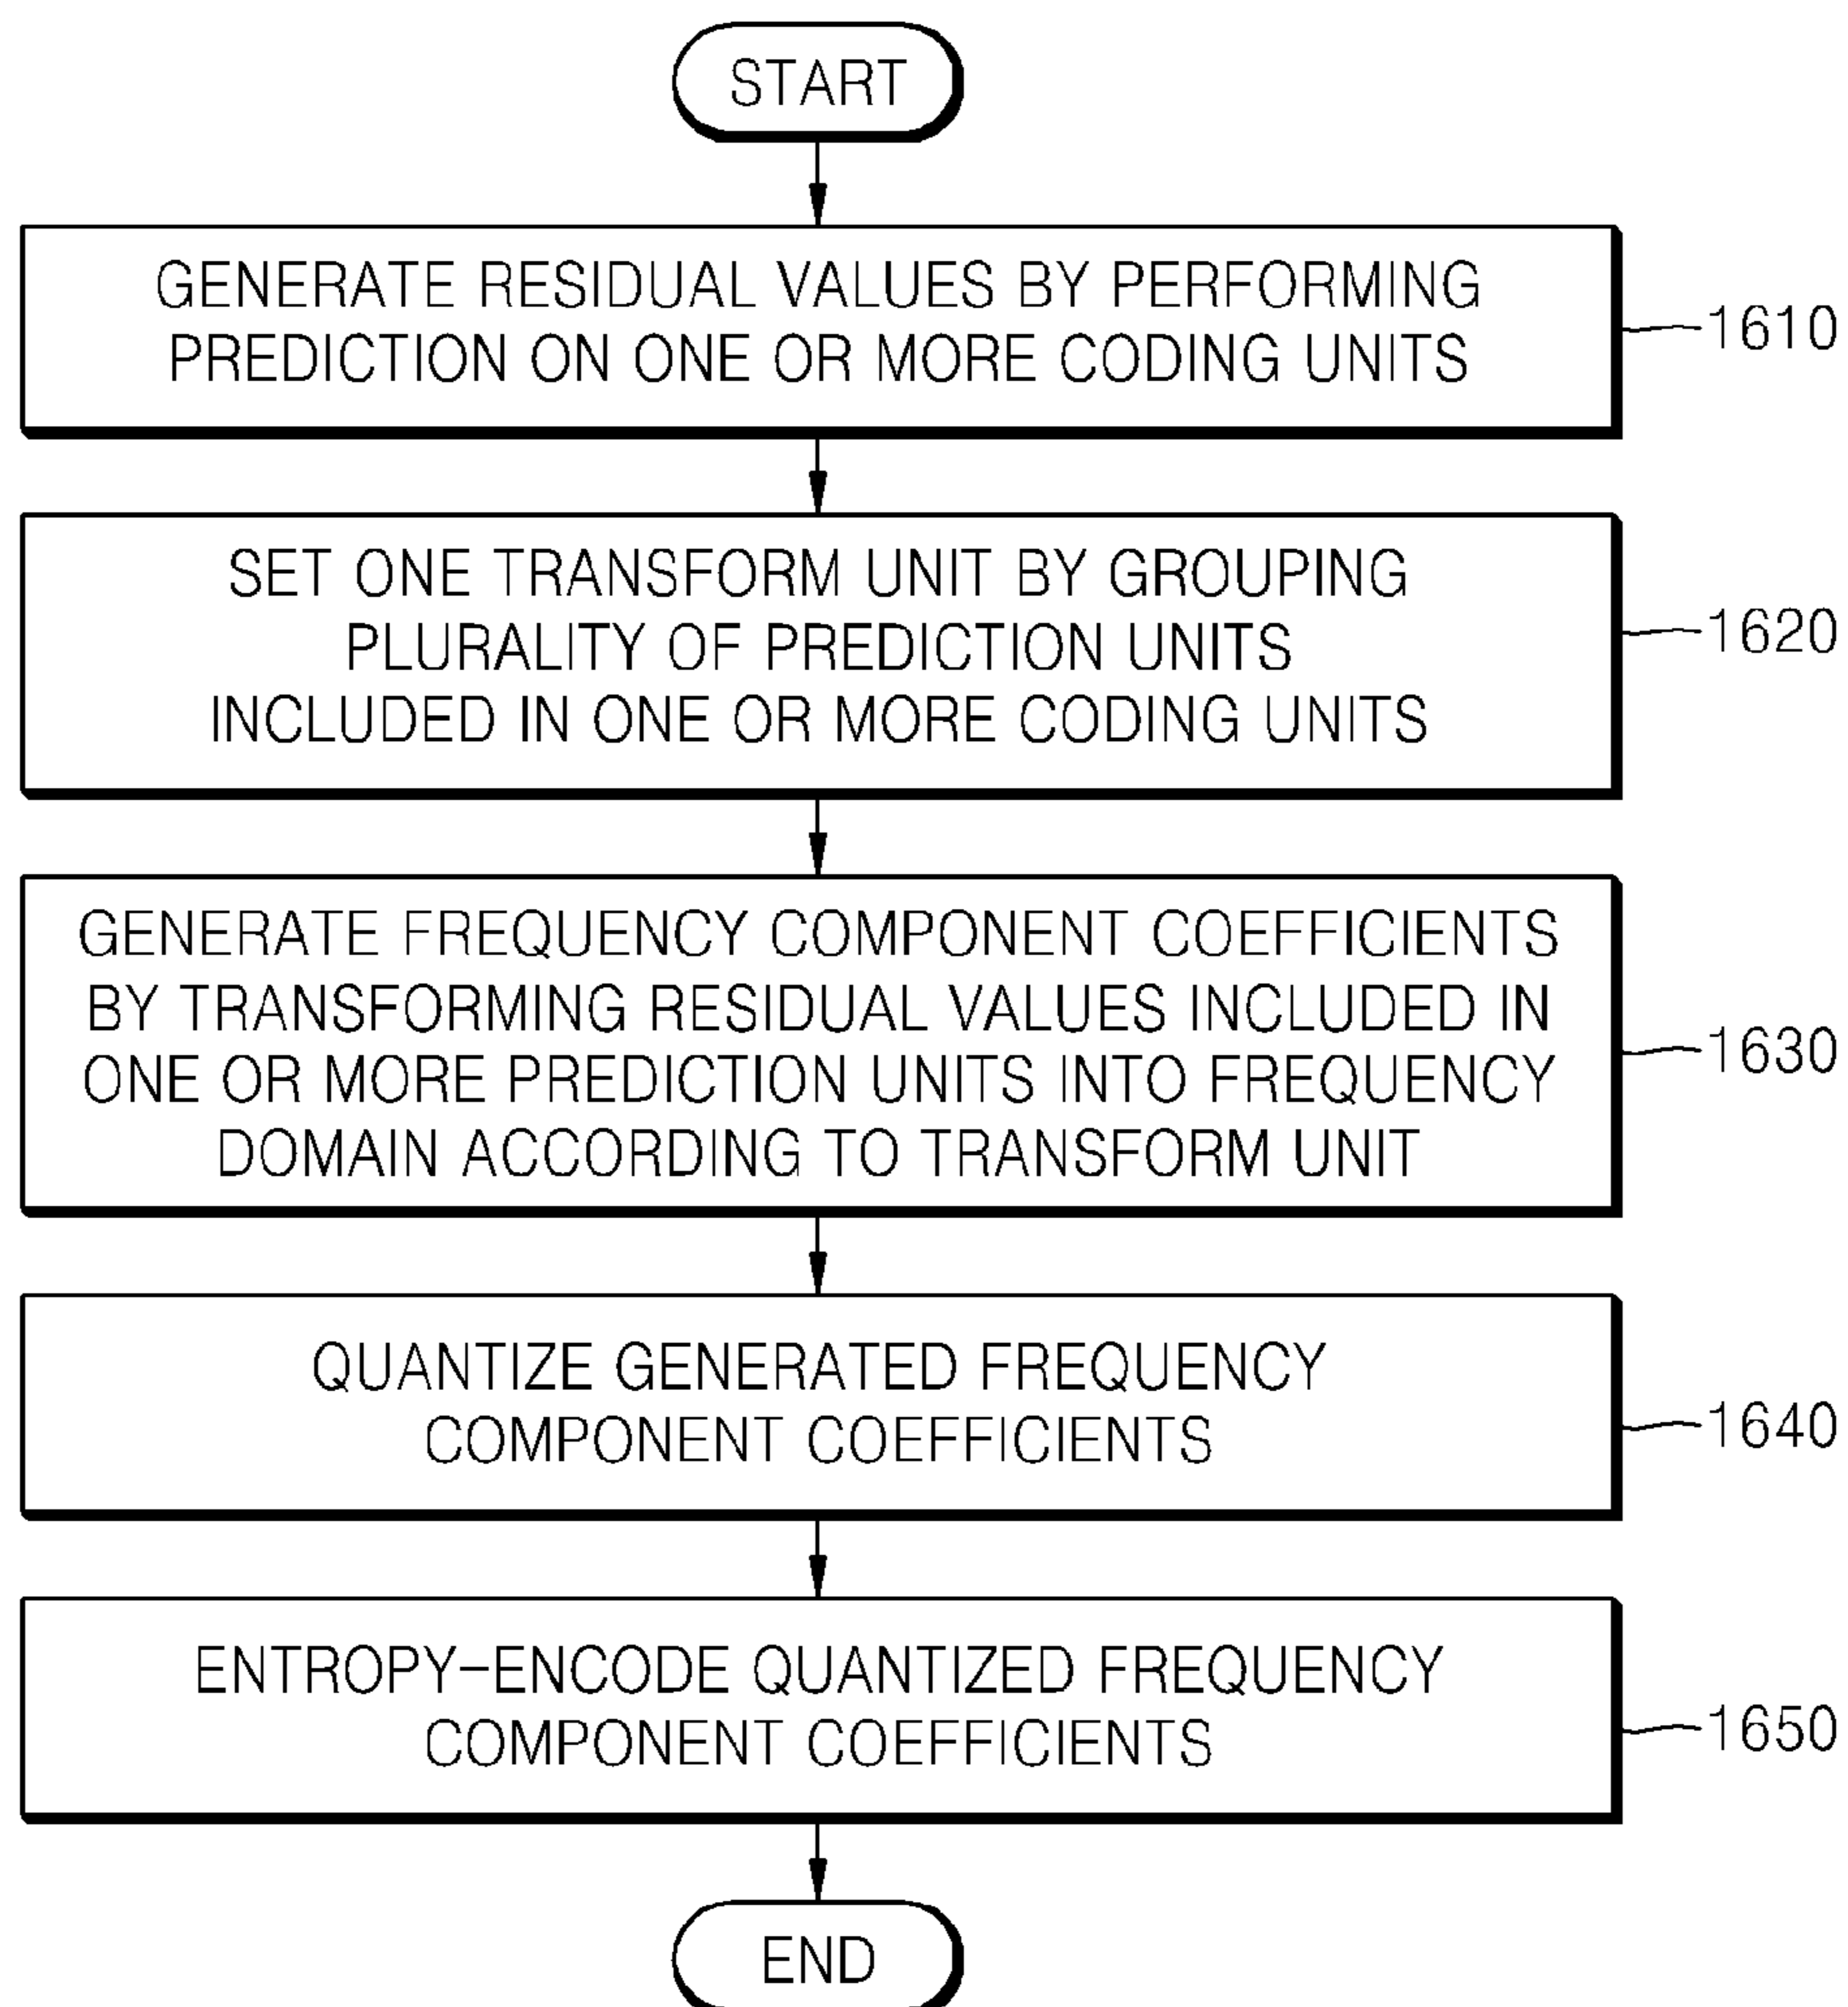 START
GENERATE RESIDUAL VALUES BY PERFORMING
PREDICTION ON ONE OR MORE CODING UNITS
1610
SET ONE TRANSFORM UNIT BY GROUPING
PLURALITY OF PREDICTION UNITS
INCLUDED IN ONE OR MORE CODING UNITS
1620
GENERATE FREQUENCY COMPONENT COEFFICIENTS
BY TRANSFORMING RESIDUAL VALUES INCLUDED IN
ONE OR MORE PREDICTION UNITS INTO FREQUENCY
DOMAIN ACCORDING TO TRANSFORM UNIT
1630
QUANTIZE GENERATED FREQUENCY
COMPONENT COEFFICIENTS
1640
ENTROPY-ENCODE QUANTIZED FREQUENCY
COMPONENT COEFFICIENTS
1650
END